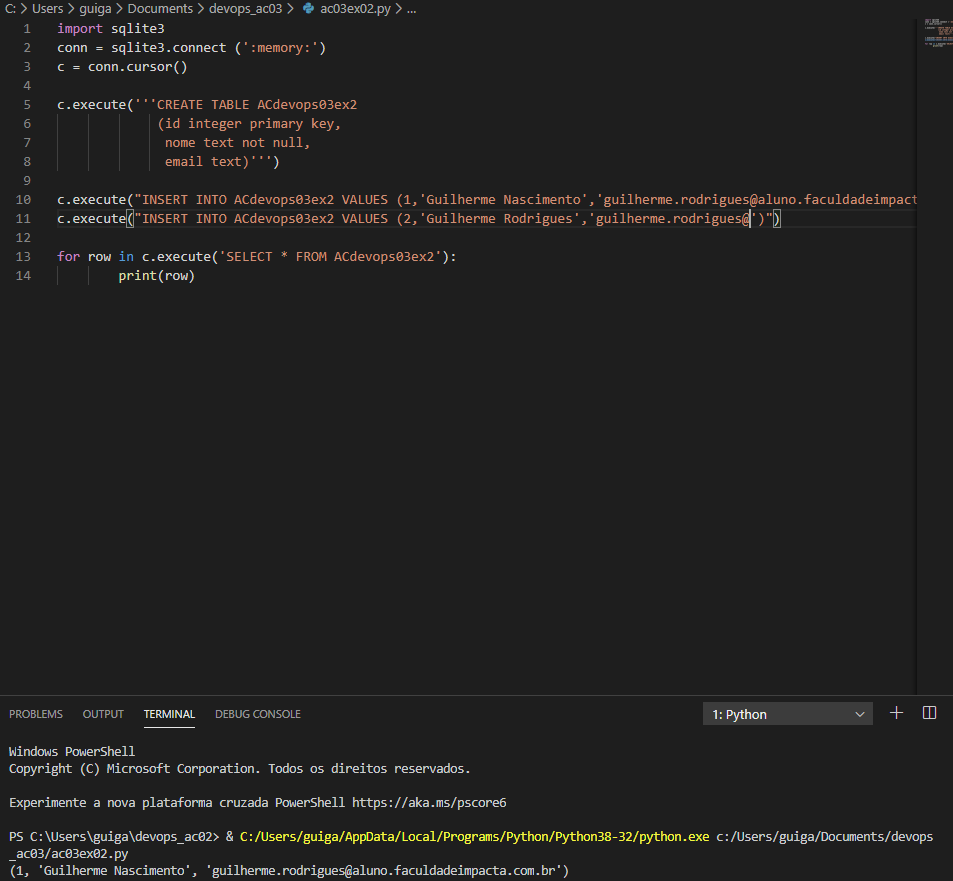 C: > Users > guiga > Documents > devops_ac03 > ac03ex02.py > ...
1 import sqlite3
2 conn = sqlite3.connect (':memory:')
3 c = conn.cursor()
4
5 c.execute('''CREATE TABLE ACdevops03ex2
6 (id integer primary key,
7 nome text not null,
8 email text)''')
9
10 c.execute("INSERT INTO ACdevops03ex2 VALUES (1,'Guilherme Nascimento','guilherme.rodrigues@aluno.faculdadeimpact
11 c.execute("INSERT INTO ACdevops03ex2 VALUES (2,'Guilherme Rodrigues','guilherme.rodrigues@')")
12
13 for row in c.execute('SELECT * FROM ACdevops03ex2'):
14 print(row)
PROBLEMS OUTPUT TERMINAL DEBUG CONSOLE 1: Python
Windows PowerShell
Copyright (C) Microsoft Corporation. Todos os direitos reservados.
Experimente a nova plataforma cruzada PowerShell https://aka.ms/pscore6
PS C:\Users\guiga\devops_ac02> & C:/Users/guiga/AppData/Local/Programs/Python/Python38-32/python.exe c:/Users/guiga/Documents/devops
_ac03/ac03ex02.py
(1, 'Guilherme Nascimento', 'guilherme.rodrigues@aluno.faculdadeimpacta.com.br')